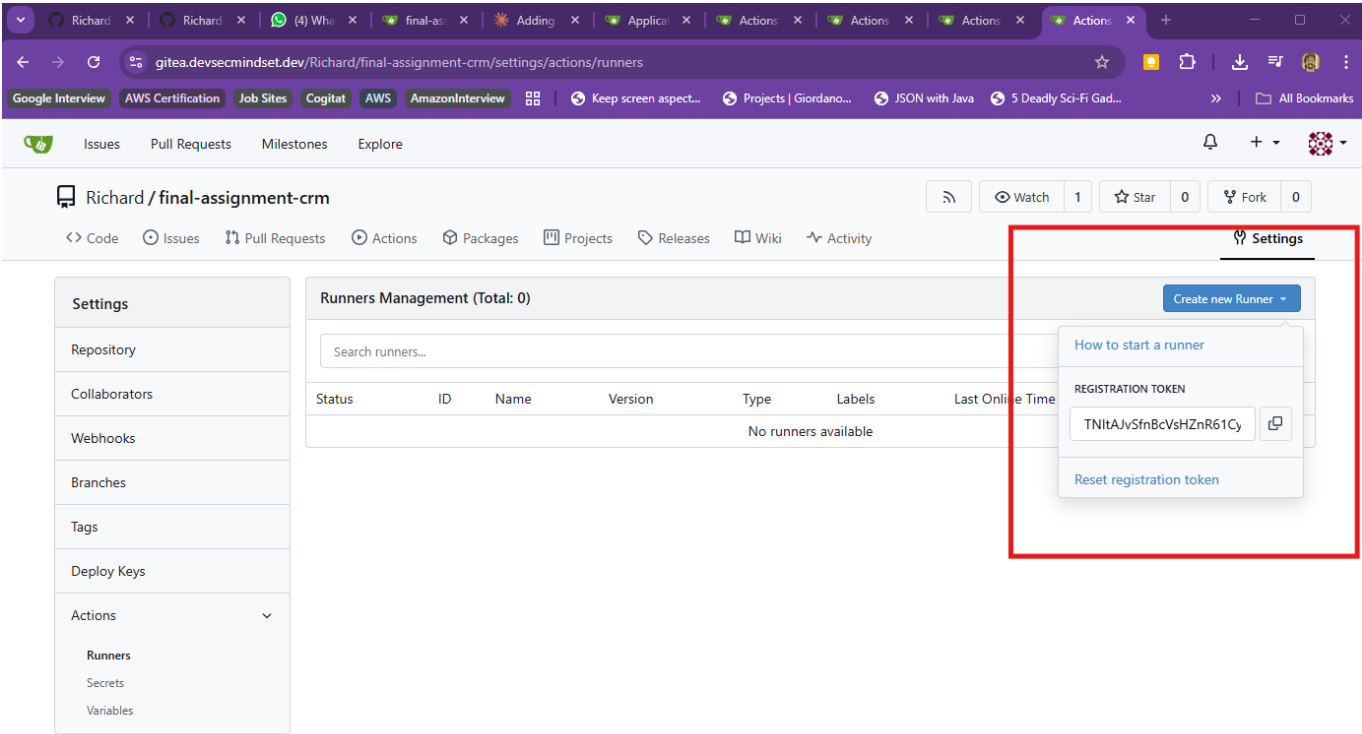 Richard
Richard
(4) Wha
final-as
Adding
Applicat
Actions
Actions
Actions
Actions
gitea.devsecmindset.dev/Richard/final-assignment-crm/settings/actions/runners
Google Interview AWS Certification Job Sites Cogitat AWS AmazonInterview Keep screen aspect... Projects | Giordano... JSON with Java 5 Deadly Sci-Fi Gad... » All Bookmarks
Issues Pull Requests Milestones Explore
Richard / final-assignment-crm
Watch 1 Star 0 Fork 0
Code Issues Pull Requests Actions Packages Projects Releases Wiki Activity Settings
Settings
Repository
Collaborators
Webhooks
Branches
Tags
Deploy Keys
Actions
Runners
Secrets
Variables
Runners Management (Total: 0)
Create new Runner
Search runners...
Status ID Name Version Type Labels Last Online Time
No runners available
How to start a runner
REGISTRATION TOKEN
TNItAJvSfnBcVsHZnR61Cy
Reset registration token